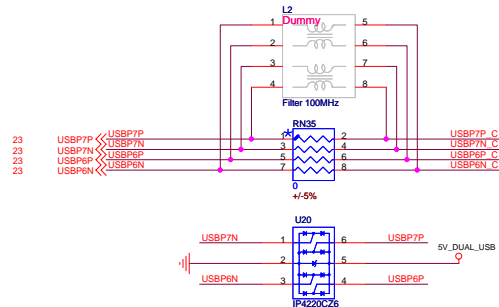 L2
Dummy
1 5
2 6
3 7
4 8
Filter 100MHz
RN35
23 USBP7P USBP7P 1 2 USBP7P_C
23 USBP7N USBP7N 3 4 USBP7N_C
23 USBP6P USBP6P 5 6 USBP6P_C
23 USBP6N USBP6N 7 8 USBP6N_C
0
+/-5%
U20
USBP7N 1 6 USBP7P
2 5 5V_DUAL_USB
USBP6N 3 4 USBP6P
IP4220CZ6